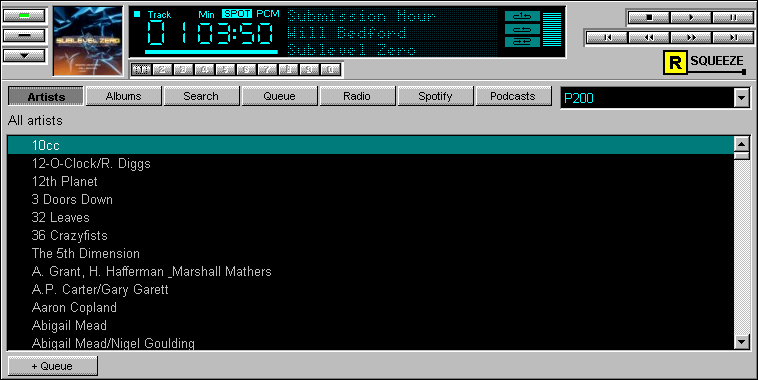 SUBLEVEL ZERO
Track Min SPOT PCM
01 03:50
Submission Hour
Will Bedford
Sublevel Zero
R SQUEEZE
Artists Albums Search Queue Radio Spotify Podcasts P200
All artists
10cc
12-O-Clock/R. Diggs
12th Planet
3 Doors Down
32 Leaves
36 Crazyfists
The 5th Dimension
A. Grant, H. Hafferman _Marshall Mathers
A.P. Carter/Gary Garett
Aaron Copland
Abigail Mead
Abigail Mead/Nigel Goulding
+ Queue